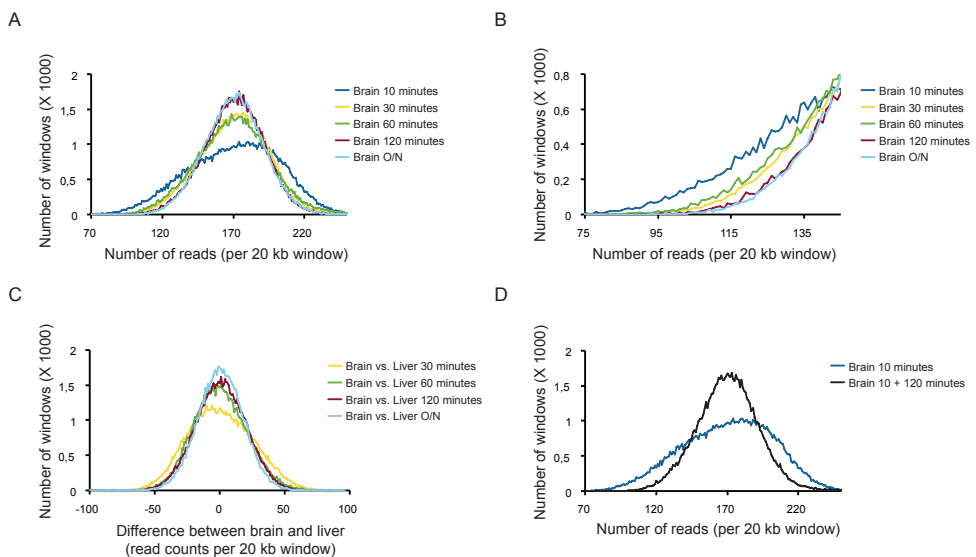 A
Number of windows (X 1000)
2
1,5
1
0,5
0
70
120
170
220
Number of reads (per 20 kb window)
Brain 10 minutes
Brain 30 minutes
Brain 60 minutes
Brain 120 minutes
Brain O/N
B
Number of windows (X 1000)
0,8
0,6
0,4
0,2
0
75
95
115
135
Number of reads (per 20 kb window)
Brain 10 minutes
Brain 30 minutes
Brain 60 minutes
Brain 120 minutes
Brain O/N
C
Number of windows (X 1000)
2
1,5
1
0,5
0
-100
-50
0
50
100
Difference between brain and liver
(read counts per 20 kb window)
Brain vs. Liver 30 minutes
Brain vs. Liver 60 minutes
Brain vs. Liver 120 minutes
Brain vs. Liver O/N
D
Number of windows (X 1000)
2
1,5
1
0,5
0
70
120
170
220
Number of reads (per 20 kb window)
Brain 10 minutes
Brain 10 + 120 minutes